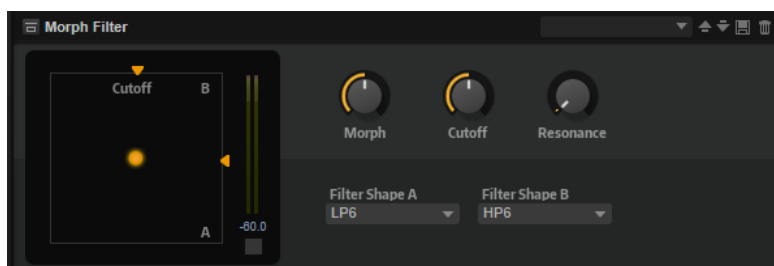 Morph Filter
Cutoff B
A
-60.0
Morph Cutoff Resonance
Filter Shape A Filter Shape B
LP6 HP6